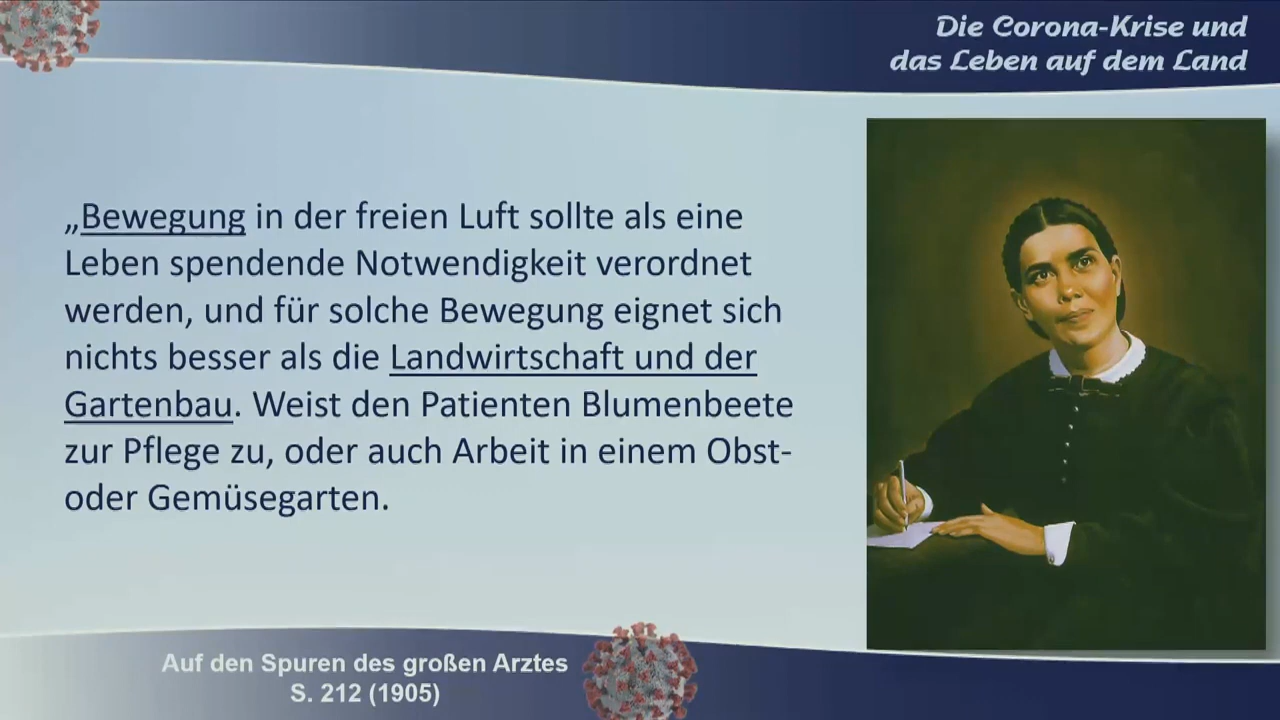 Die Corona-Krise und
das Leben auf dem Land
„Bewegung in der freien Luft sollte als eine
Leben spendende Notwendigkeit verordnet
werden, und für solche Bewegung eignet sich
nichts besser als die Landwirtschaft und der
Gartenbau. Weist den Patienten Blumenbeete
zur Pflege zu, oder auch Arbeit in einem Obst-
oder Gemüsegarten.
Auf den Spuren des großen Arztes
S. 212 (1905)